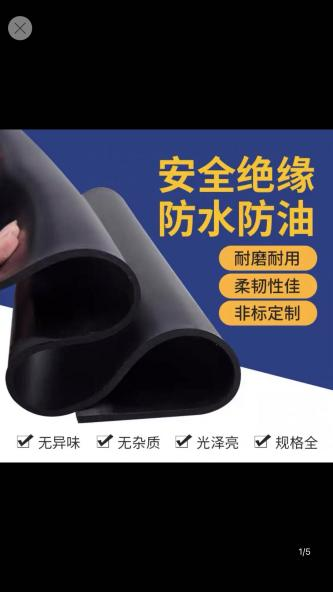 安全绝缘
防水防油
耐磨耐用
柔韧性佳
非标定制
无异味 无杂质 光泽亮 规格全
1/5